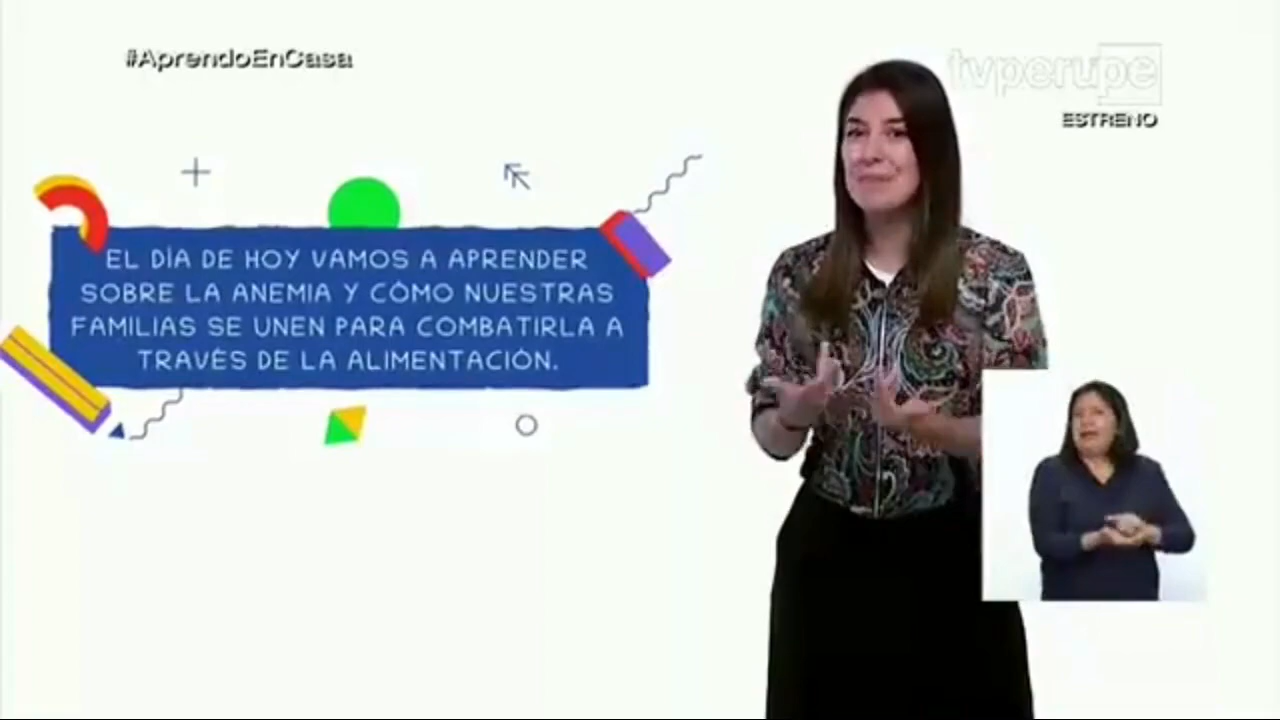 #AprendoEnCasa
tvperupe
ESTRENO
EL DÍA DE HOY VAMOS A APRENDER
SOBRE LA ANEMIA Y CÓMO NUESTRAS
FAMILIAS SE UNEN PARA COMBATIRLA A
TRAVÉS DE LA ALIMENTACIÓN.